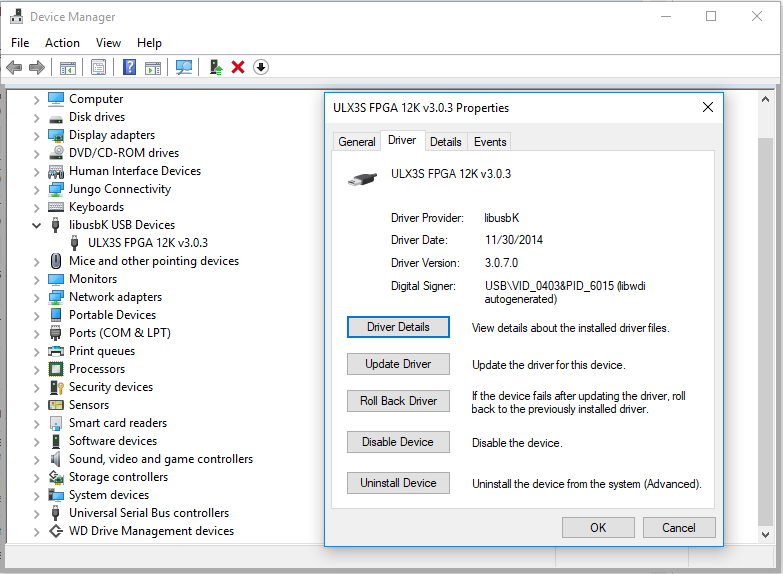 Device Manager
File Action View Help
Computer
Disk drives
Display adapters
DVD/CD-ROM drives
Human Interface Devices
Jungo Connectivity
Keyboards
libusbK USB Devices
ULX3S FPGA 12K v3.0.3
Mice and other pointing devices
Monitors
Network adapters
Portable Devices
Ports (COM & LPT)
Print queues
Processors
Security devices
Sensors
Smart card readers
Software devices
Sound, video and game controllers
Storage controllers
System devices
Universal Serial Bus controllers
WD Drive Management devices
ULX3S FPGA 12K v3.0.3 Properties
General Driver Details Events
ULX3S FPGA 12K v3.0.3
Driver Provider: libusbK
Driver Date: 11/30/2014
Driver Version: 3.0.7.0
Digital Signer: USB\VID_0403&PID_6015 (libwdi
autogenerated)
Driver Details View details about the installed driver files.
Update Driver Update the driver for this device.
Roll Back Driver If the device fails after updating the driver, roll
back to the previously installed driver.
Disable Device Disable the device.
Uninstall Device Uninstall the device from the system (Advanced).
OK Cancel